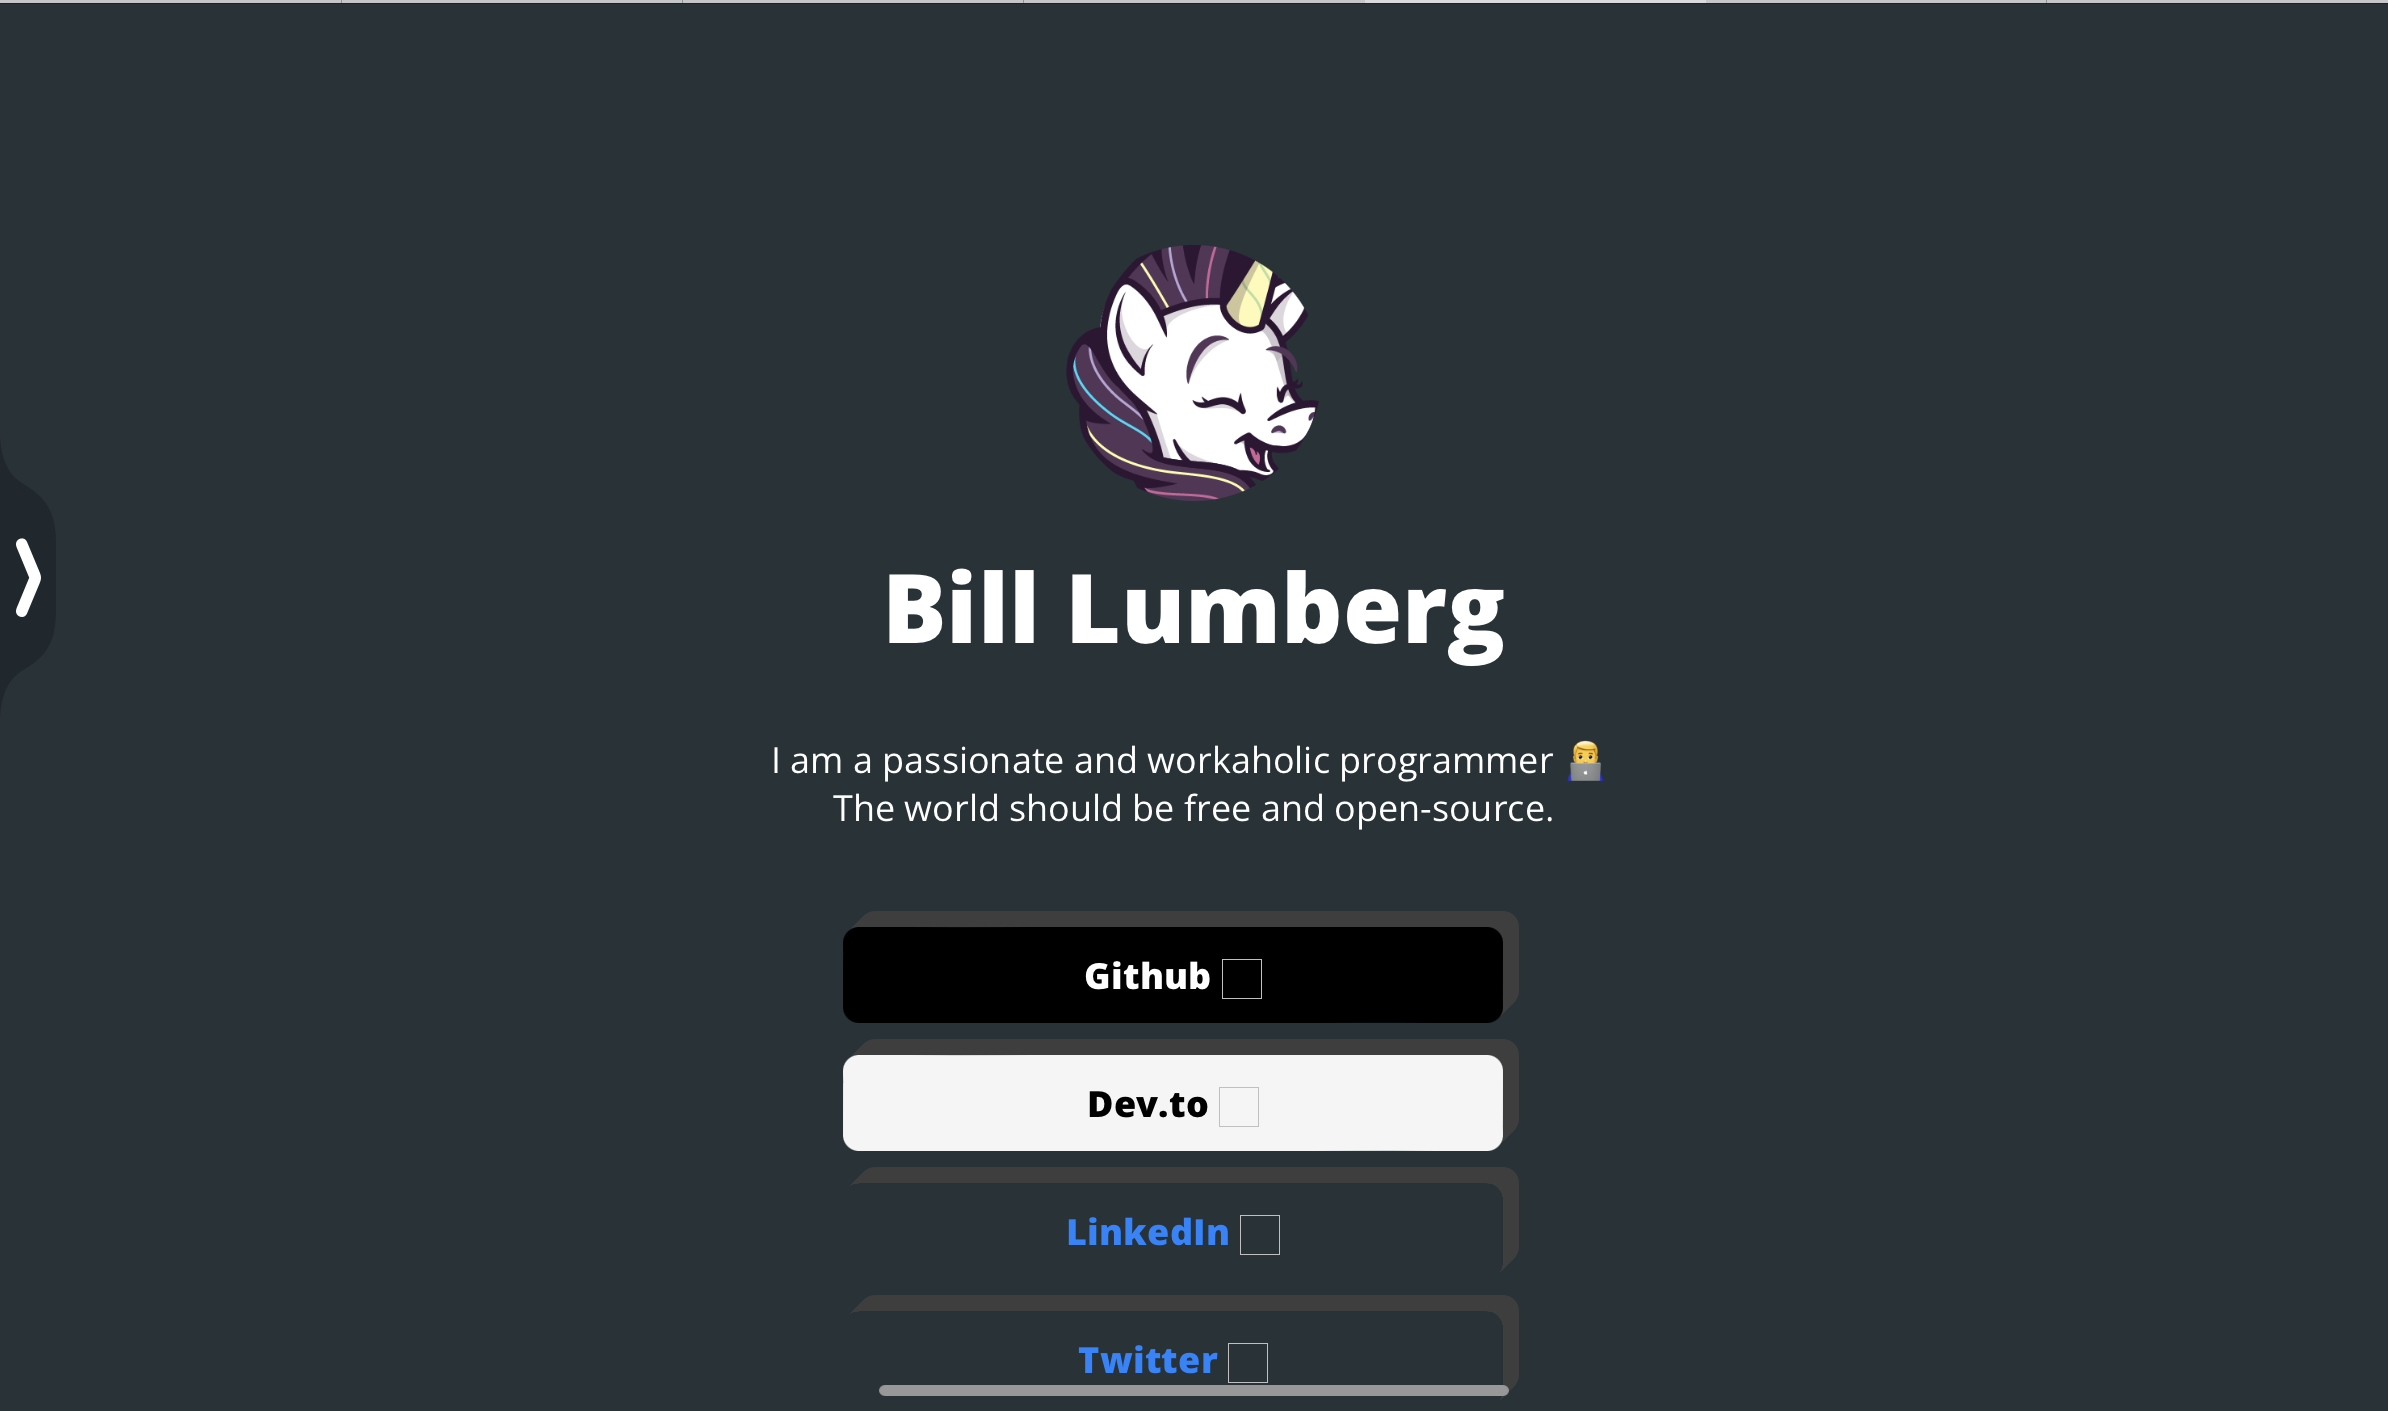 Bill Lumberg
I am a passionate and workaholic programmer 👨‍💻
The world should be free and open-source.
Github
Dev.to
LinkedIn
Twitter